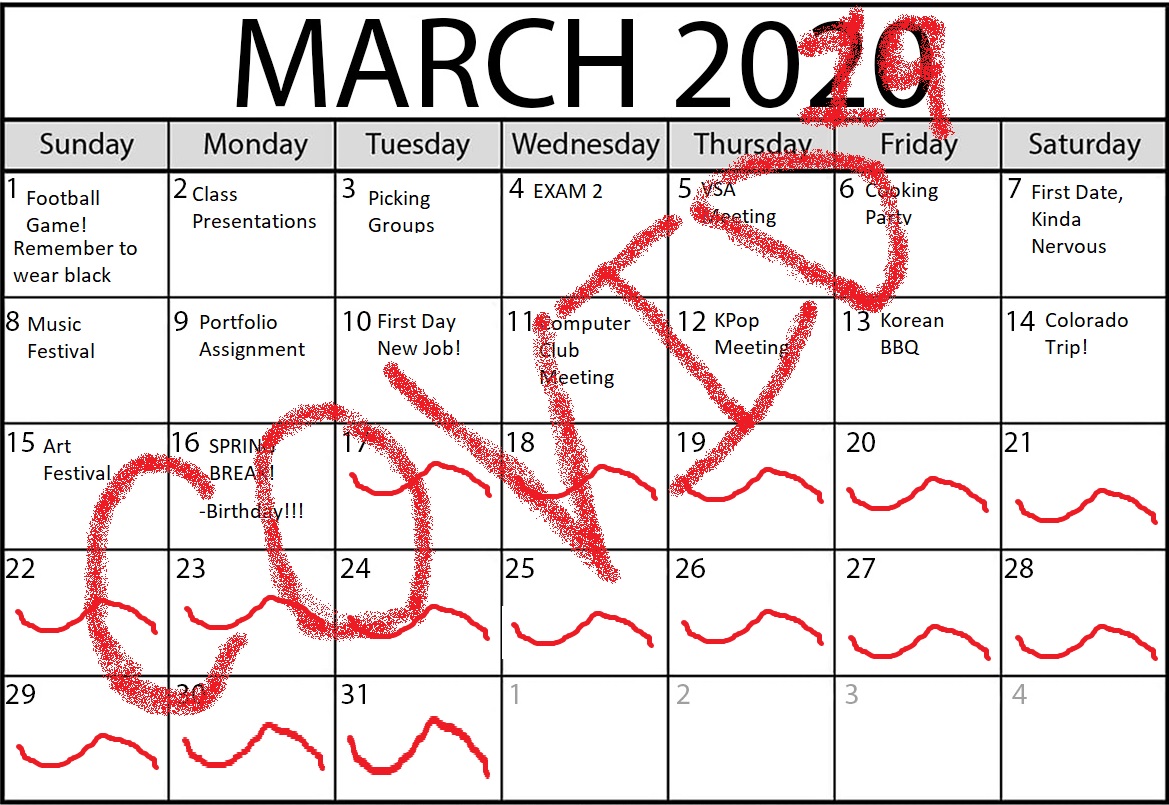 MARCH 2020
19
Sunday Monday Tuesday Wednesday Thursday Friday Saturday
1 Football
Game!
Remember to
wear black
2 Class
Presentations
3 Picking
Groups
4 EXAM 2
5 VSA
Meeting
6 Cooking
Party
7 First Date,
Kinda
Nervous
8 Music
Festival
9 Portfolio
Assignment
10 First Day
New Job!
11 Computer
Club
Meeting
12 KPop
Meeting
13 Korean
BBQ
14 Colorado
Trip!
15 Art
Festival
16 SPRING
BREAK!
-Birthday!!!
17
18
19
20
21
22
23
24
25
26
27
28
29
30
31
1
2
3
4
COVID